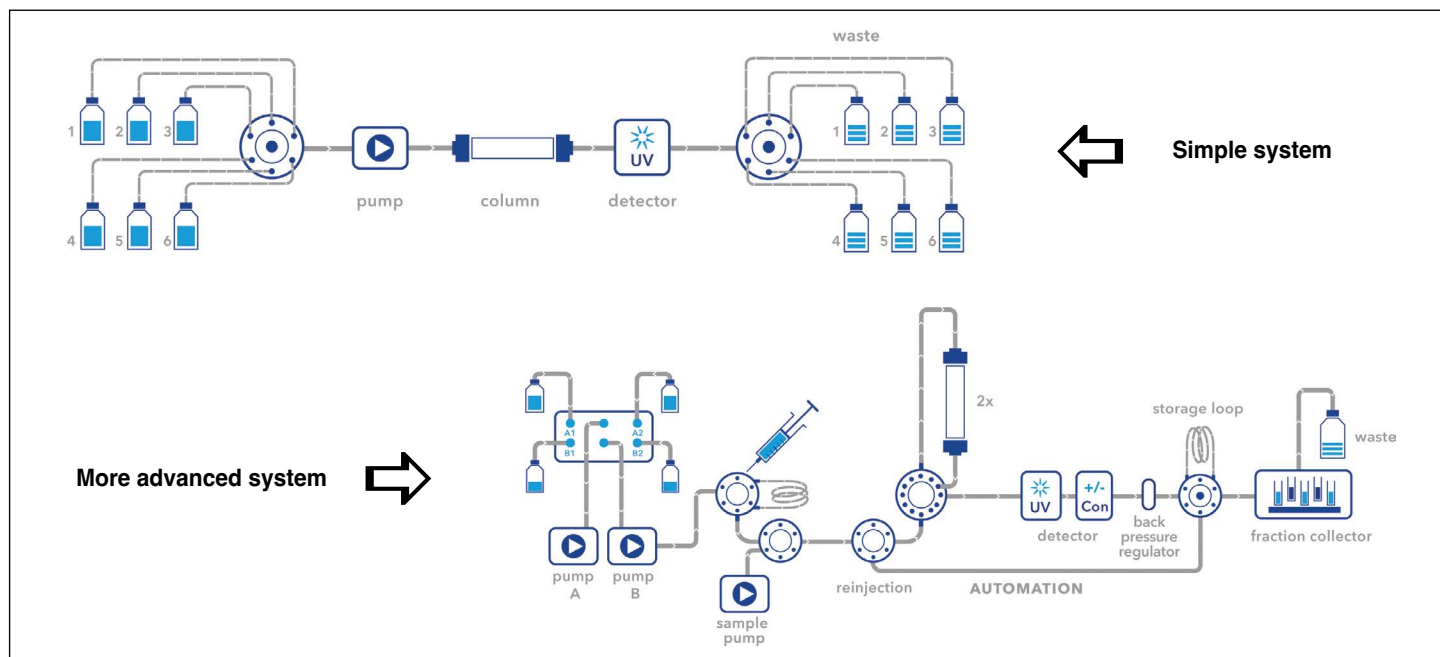 waste
1
2
3
1
2
3
UV
Simple system
pump
column
detector
4
5
6
4
5
6
2x
storage loop
A1
A2
B1
B2
waste
More advanced system
UV
+/-
Con
detector
back
pressure
regulator
fraction collector
pump
A
pump
B
reinjection
AUTOMATION
sample
pump